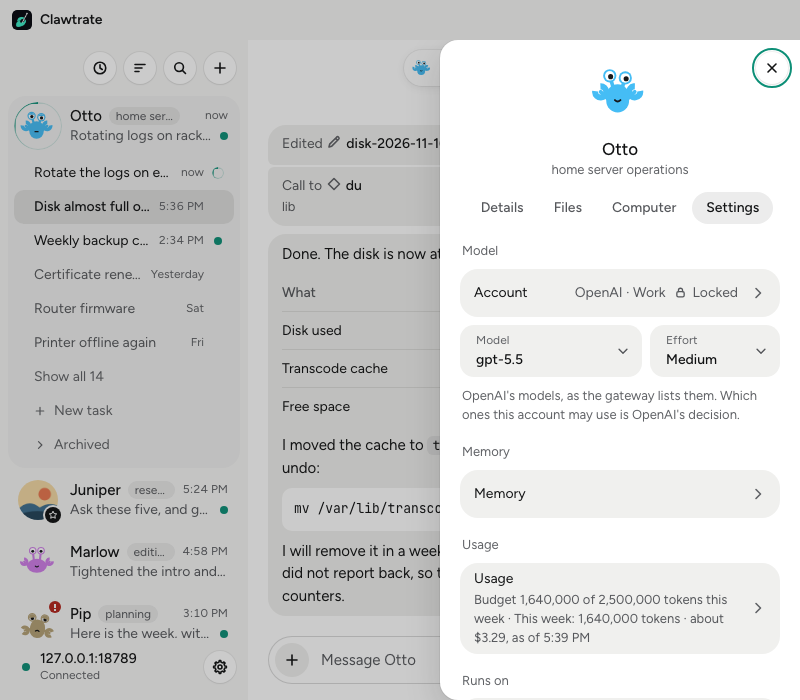 Clawtrate
Otto home ser... now
Rotating logs on rack...
Rotate the logs on e... now
Disk almost full o... 5:36 PM
Weekly backup c... 2:34 PM
Certificate rene... Yesterday
Router firmware Sat
Printer offline again Fri
Show all 14
New task
Archived
Juniper rese... 5:24 PM
Ask these five, and g...
Marlow editi... 4:58 PM
Tightened the intro and...
Pip planning 3:10 PM
Here is the week. wit...
127.0.0.1:18789
Connected
Edited disk-2026-11-1
Call to du
lib
Done. The disk is now at
What
Disk used
Transcode cache
Free space
I moved the cache to
undo:
mv /var/lib/transco
I will remove it in a week
did not report back, so t
counters.
Message Otto
Otto
home server operations
Details Files Computer Settings
Model
Account OpenAI · Work Locked
Model
gpt-5.5
Effort
Medium
OpenAI's models, as the gateway lists them. Which
ones this account may use is OpenAI's decision.
Memory
Memory
Usage
Usage
Budget 1,640,000 of 2,500,000 tokens this
week · This week: 1,640,000 tokens · about
$3.29, as of 5:39 PM
Runs on